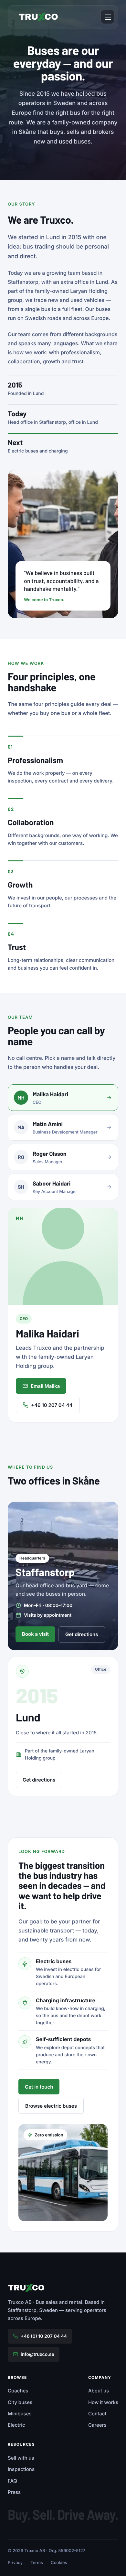 TRUXCO
Buses are our
everyday — and our
passion.
Since 2015 we have helped bus
operators in Sweden and across
Europe find the right bus for the right
route. We are a family-owned company
in Skåne that buys, sells and brokers
new and used buses.
OUR STORY
We are Truxco.
We started in Lund in 2015 with one
idea: bus trading should be personal
and direct.
Today we are a growing team based in
Staffanstorp, with an extra office in Lund. As
part of the family-owned Laryan Holding
group, we trade new and used vehicles —
from a single bus to a full fleet. Our buses
run on Swedish roads and across Europe.
Our team comes from different backgrounds
and speaks many languages. What we share
is how we work: with professionalism,
collaboration, growth and trust.
2015
Founded in Lund
Today
Head office in Staffanstorp, office in Lund
Next
Electric buses and charging
"We believe in business built
on trust, accountability, and a
handshake mentality."
Welcome to Truxco.
HOW WE WORK
Four principles, one
handshake
The same four principles guide every deal —
whether you buy one bus or a whole fleet.
01
Professionalism
We do the work properly — on every
inspection, every contract and every delivery.
02
Collaboration
Different backgrounds, one way of working. We
win together with our customers.
03
Growth
We invest in our people, our processes and the
future of transport.
04
Trust
Long-term relationships, clear communication
and business you can feel confident in.
OUR TEAM
People you can call by
name
No call centre. Pick a name and talk directly
to the person who handles your deal.
MH
Malika Haidari
CEO
MA
Matin Amini
Business Development Manager
RO
Roger Olsson
Sales Manager
SH
Saboor Haidari
Key Account Manager
MH
CEO
Malika Haidari
Leads Truxco and the partnership
with the family-owned Laryan
Holding group.
Email Malika
+46 10 207 04 44
WHERE TO FIND US
Two offices in Skåne
Headquarters
Staffanstorp
Our head office and bus yard — come
and see the buses in person.
Mon–Fri · 08:00–17:00
Visits by appointment
Book a visit
Get directions
Office
2015
Lund
Close to where it all started in 2015.
Part of the family-owned Laryan
Holding group
Get directions
LOOKING FORWARD
The biggest transition
the bus industry has
seen in decades — and
we want to help drive
it.
Our goal: to be your partner for
sustainable transport — today,
and twenty years from now.
Electric buses
We invest in electric buses for
Swedish and European
operators.
Charging infrastructure
We build know-how in charging,
so the bus and the depot work
together.
Self-sufficient depots
We explore depot concepts that
produce and store their own
energy.
Get in touch
Browse electric buses
Zero emission
TRUXCO
Truxco AB · Bus sales and rental. Based in
Staffanstorp, Sweden — serving operators
across Europe.
+46 (0) 10 207 04 44
info@truxco.se
BROWSE
COMPANY
Coaches
About us
City buses
How it works
Minibuses
Contact
Electric
Careers
RESOURCES
Sell with us
Inspections
FAQ
Press
Buy. Sell. Drive Away.
© 2026 Truxco AB · Org. 559002-5127
Privacy
Terms
Cookies